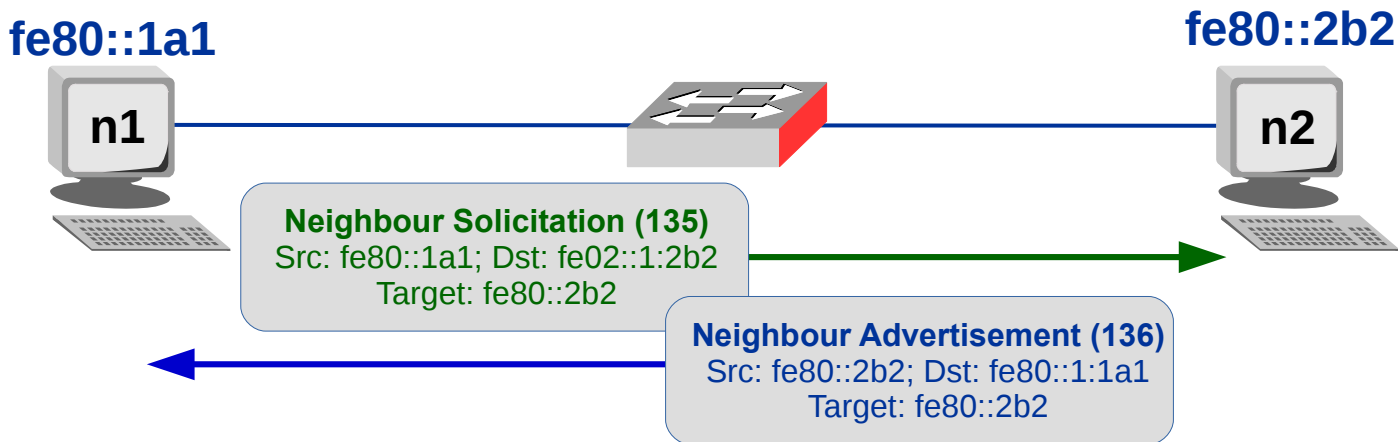 fe80::1a1
fe80::2b2
n1
n2
Neighbour Solicitation (135)
Src: fe80::1a1; Dst: fe02::1:2b2
Target: fe80::2b2
Neighbour Advertisement (136)
Src: fe80::2b2; Dst: fe80::1:1a1
Target: fe80::2b2